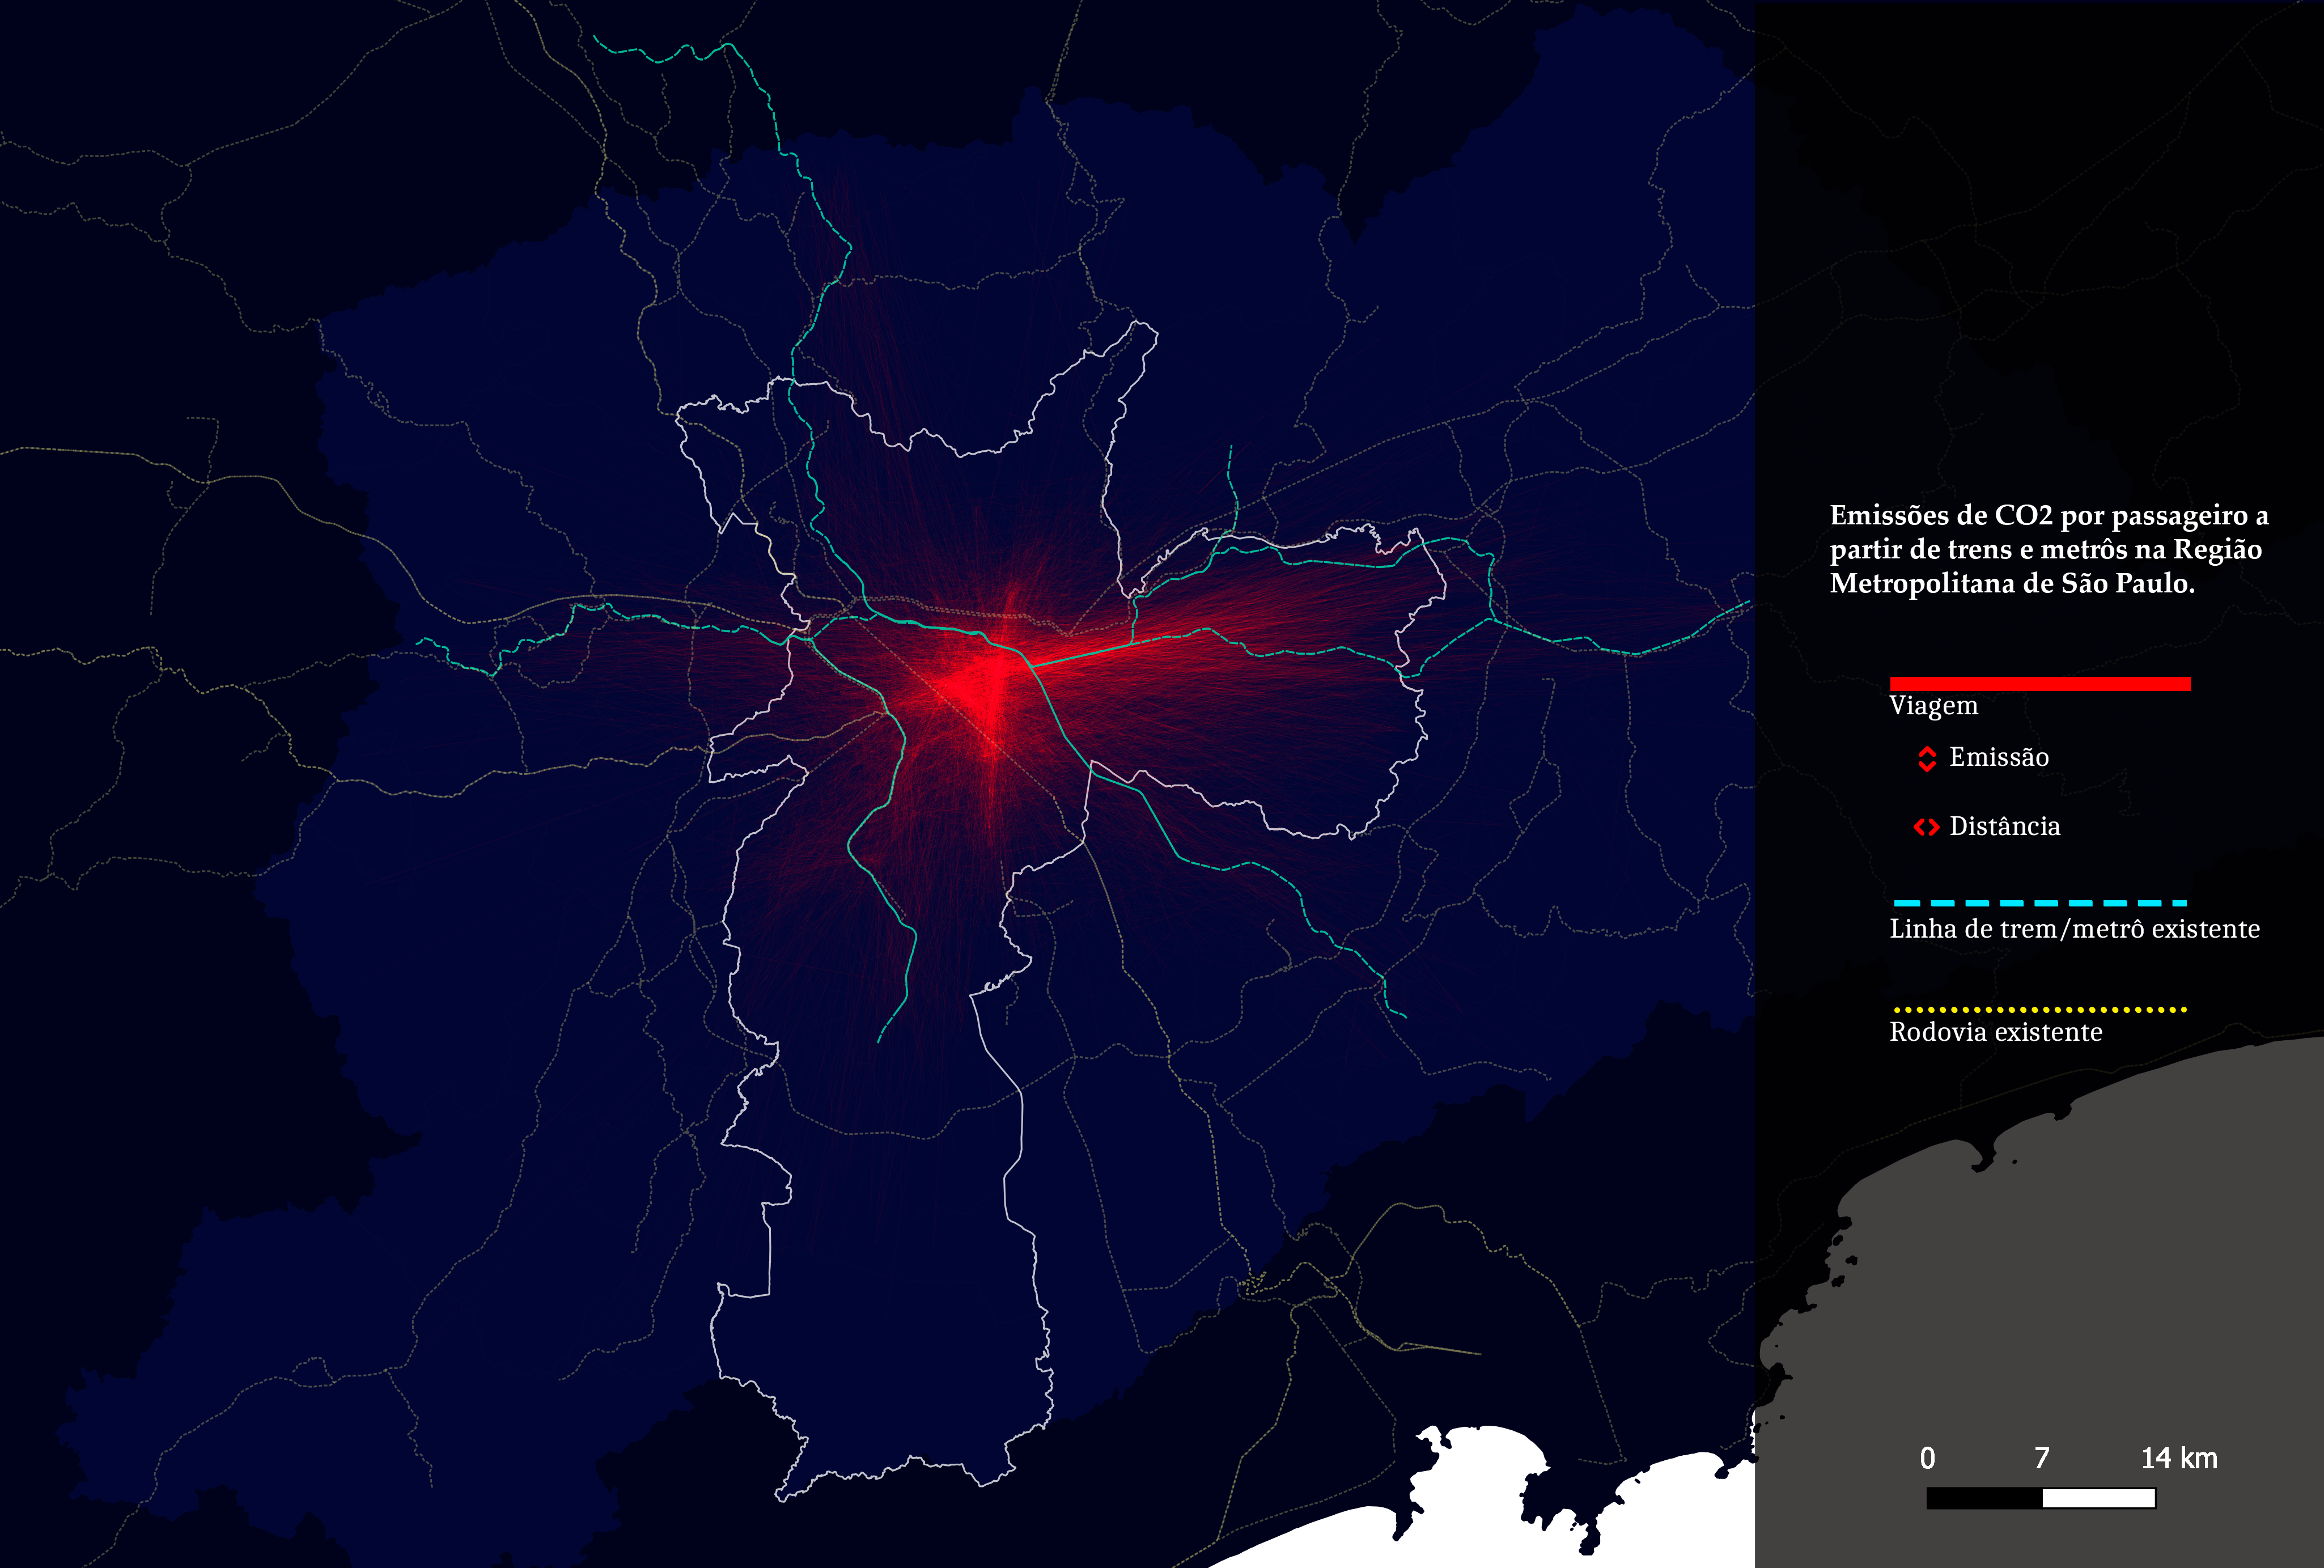 Emissões de CO2 por passageiro a
partir de trens e metrôs na Região
Metropolitana de São Paulo.
Viagem
Emissão
Distância
Linha de trem/metrô existente
Rodovia existente
0 7 14 km